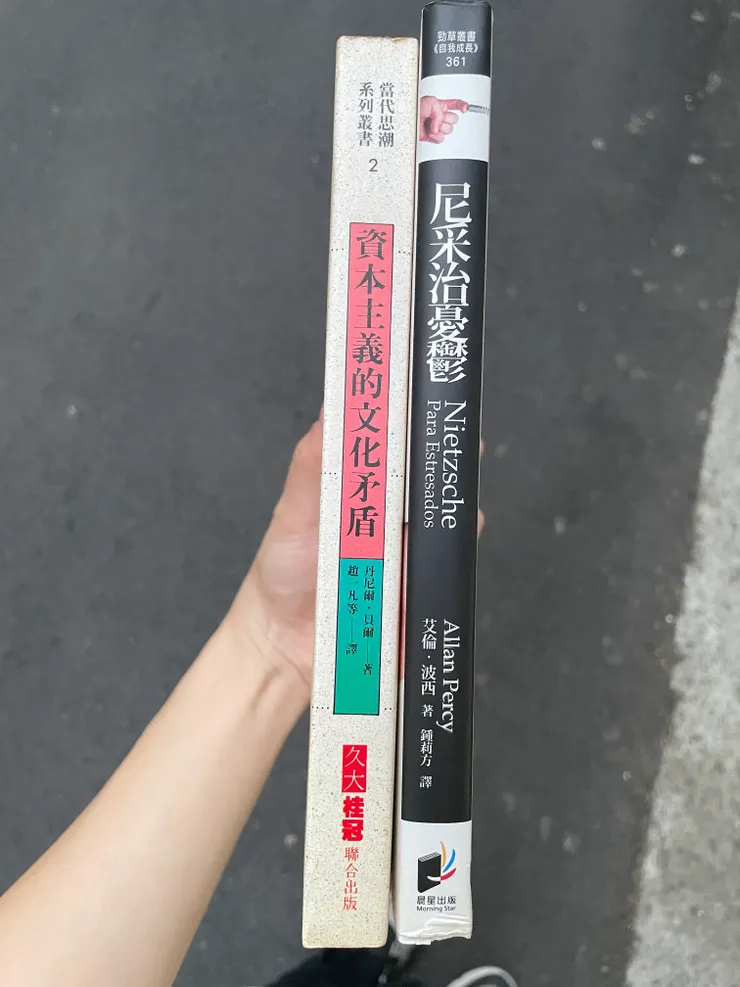 當代思潮
系列叢書
2
資本主義的文化矛盾
丹尼爾·貝爾——著
趙一凡等——譯
久大
桂冠
聯合出版
勁草叢書
《自我成長》
361
尼采治憂鬱
Nietzsche
Para Estresados
Allan Percy
艾倫·波西 著 鍾莉方 譯
晨星出版
Morning Star